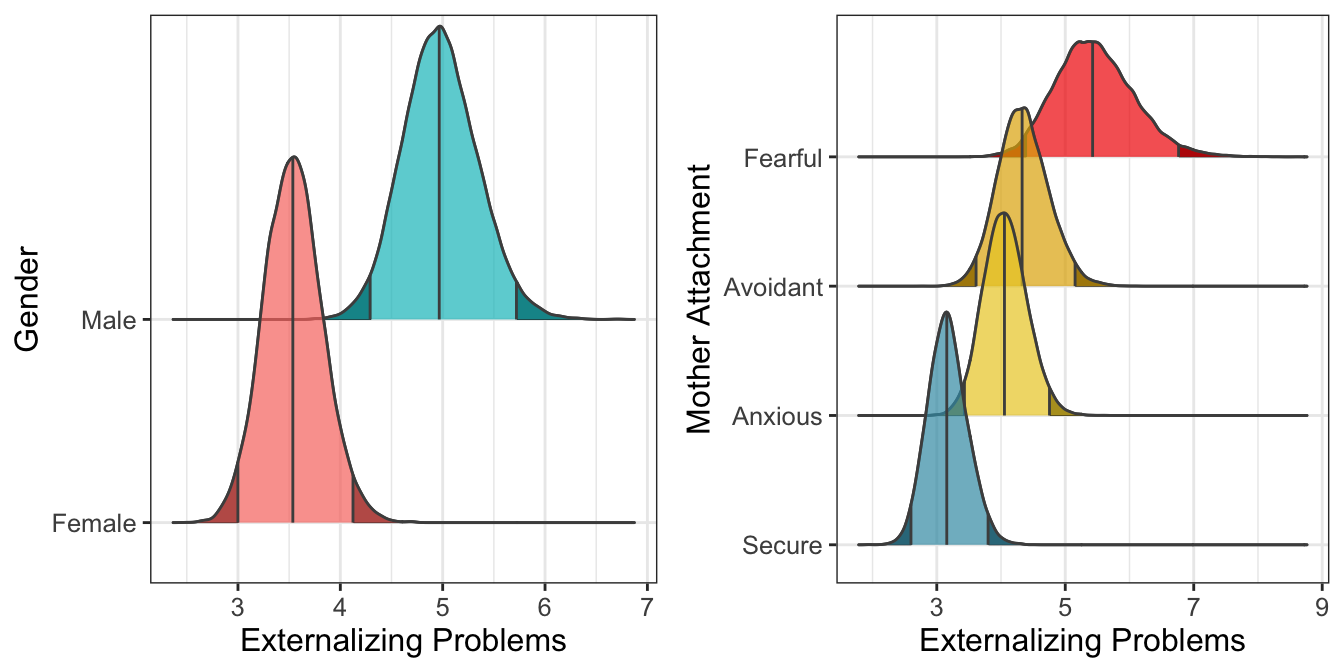 Gender
Male
Female
3 4 5 6 7
Externalizing Problems
Mother Attachment
Fearful
Avoidant
Anxious
Secure
3 5 7 9
Externalizing Problems